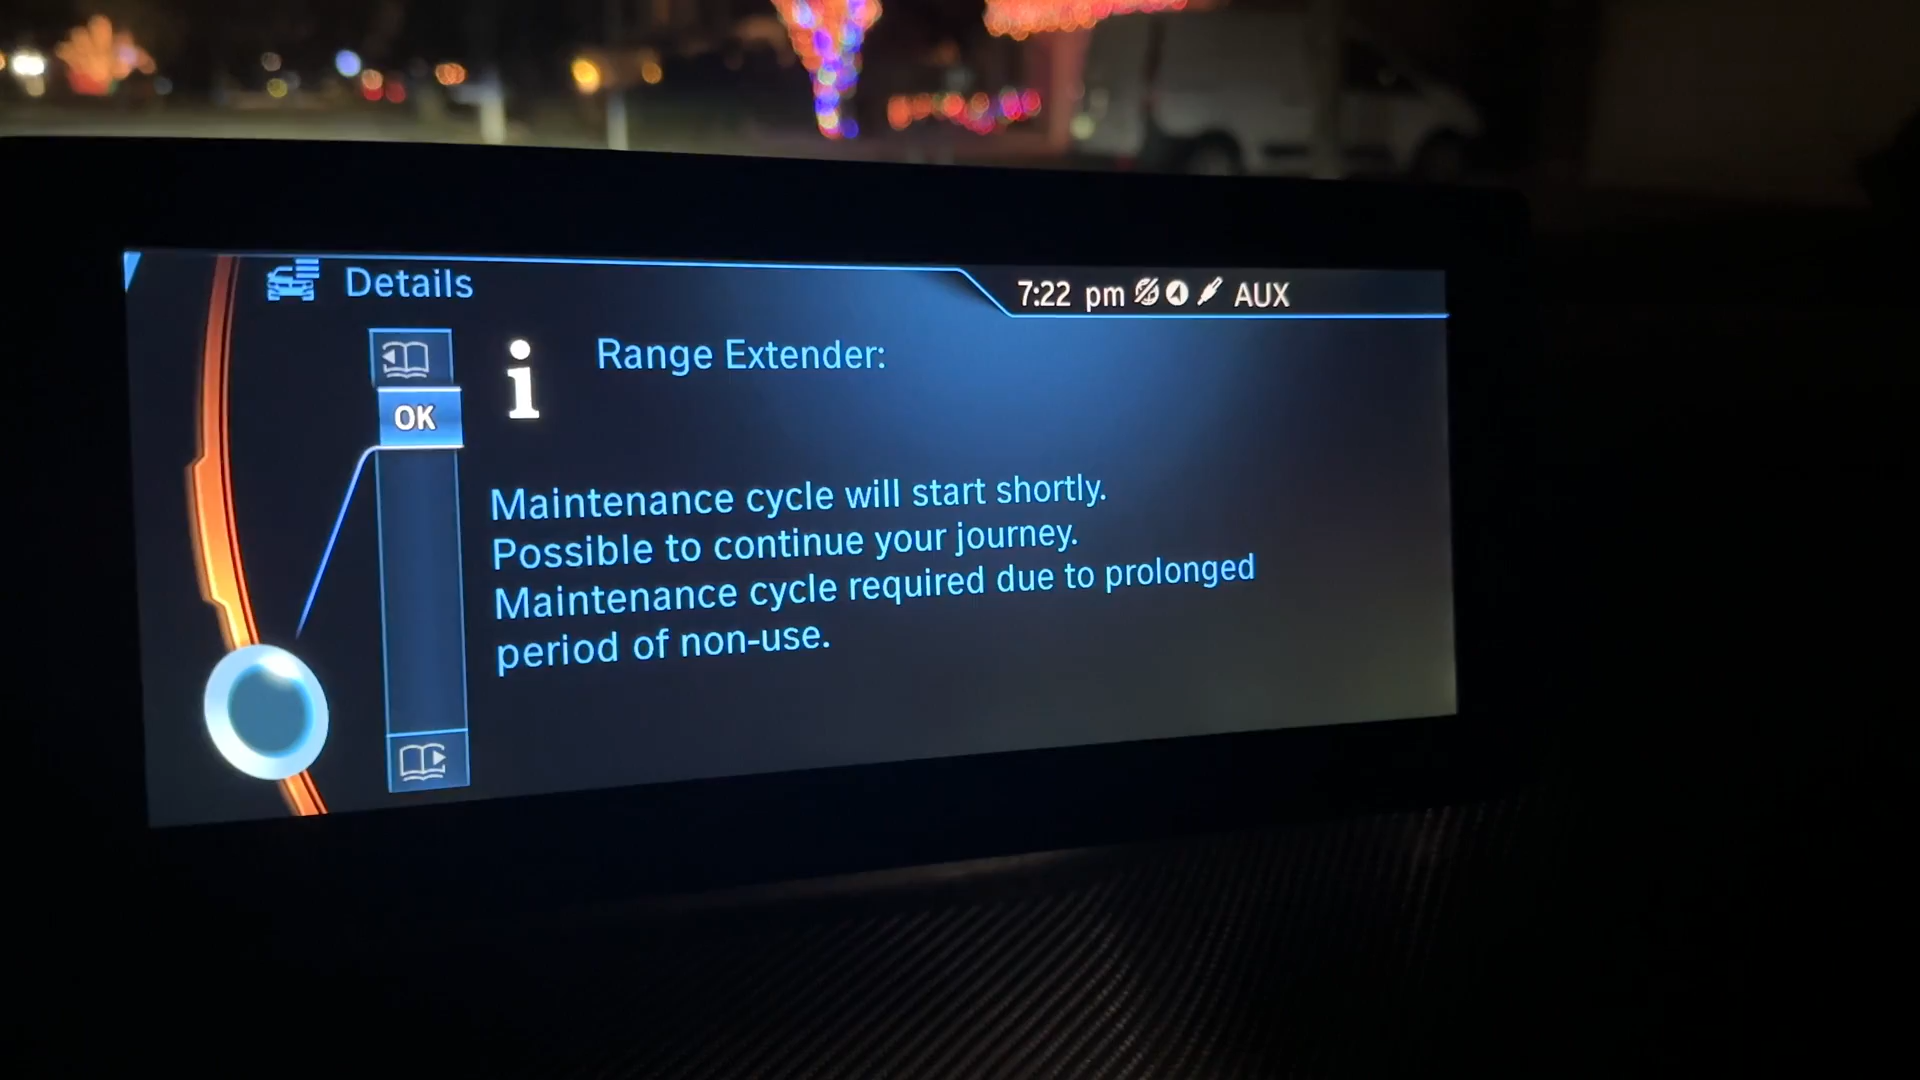 Details
7:22 pm AUX
OK
i Range Extender:
Maintenance cycle will start shortly.
Possible to continue your journey.
Maintenance cycle required due to prolonged
period of non-use.